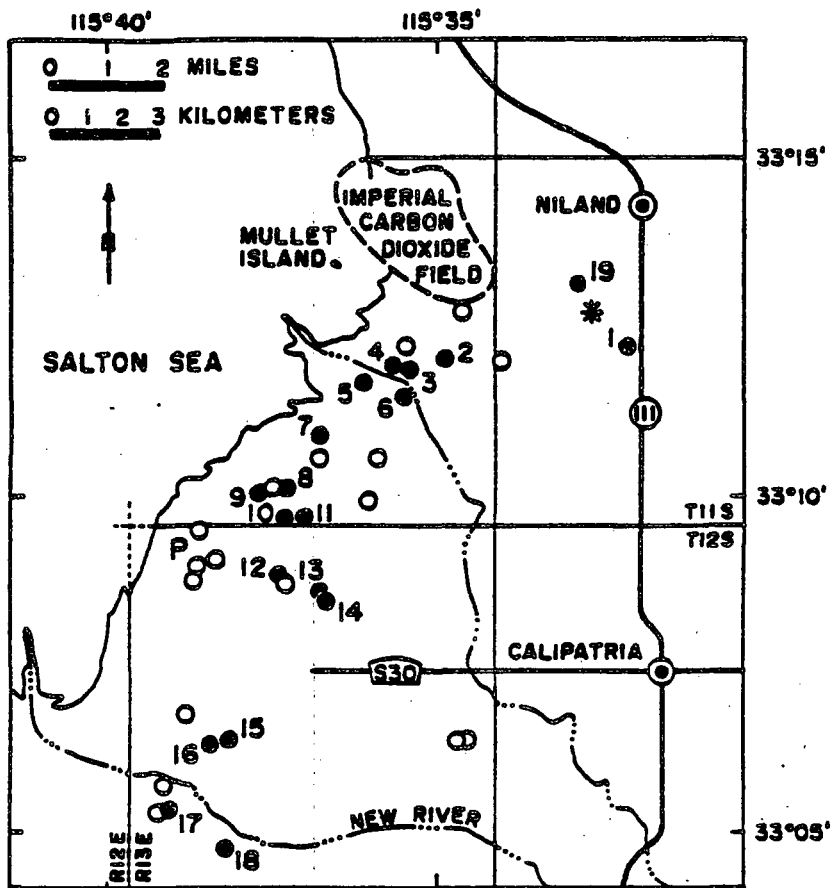 115°40' 115°35'
0 1 2 MILES
0 1 2 3 KILOMETERS
33°15'
IMPERIAL
CARBON
DIOXIDE
FIELD
NILAND
MULLET
ISLAND
19
SALTON SEA
4 2 1
5 3
6
111
7
8
9
33°10'
10 11
T11S
T12S
P
12 13
14
CALIPATRIA
S30
15
16
NEW RIVER
17
33°05'
18
R12E
R13E